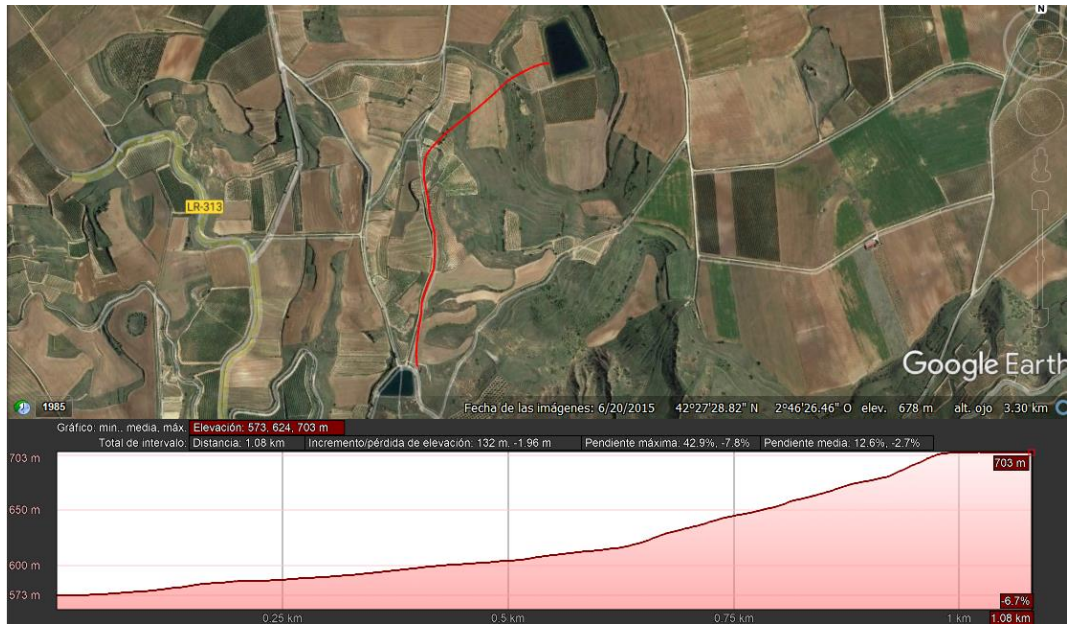 N
LR-313
Google Earth
1985
Fecha de las imágenes: 6/20/2015 42°27'28.82" N 2°46'26.46" O elev. 678 m alt. ojo 3.30 km
Gráfico: min., media, máx. Elevación: 573, 624, 703 m
Total de intervalo: Distancia: 1.08 km Incremento/pérdida de elevación: 132 m, -1.96 m Pendiente máxima: 42.9%, -7.8% Pendiente media: 12.6%, -2.7%
703 m
703 m
650 m
600 m
573 m
-6.7%
0.25 km
0.5 km
0.75 km
1 km
1.08 km